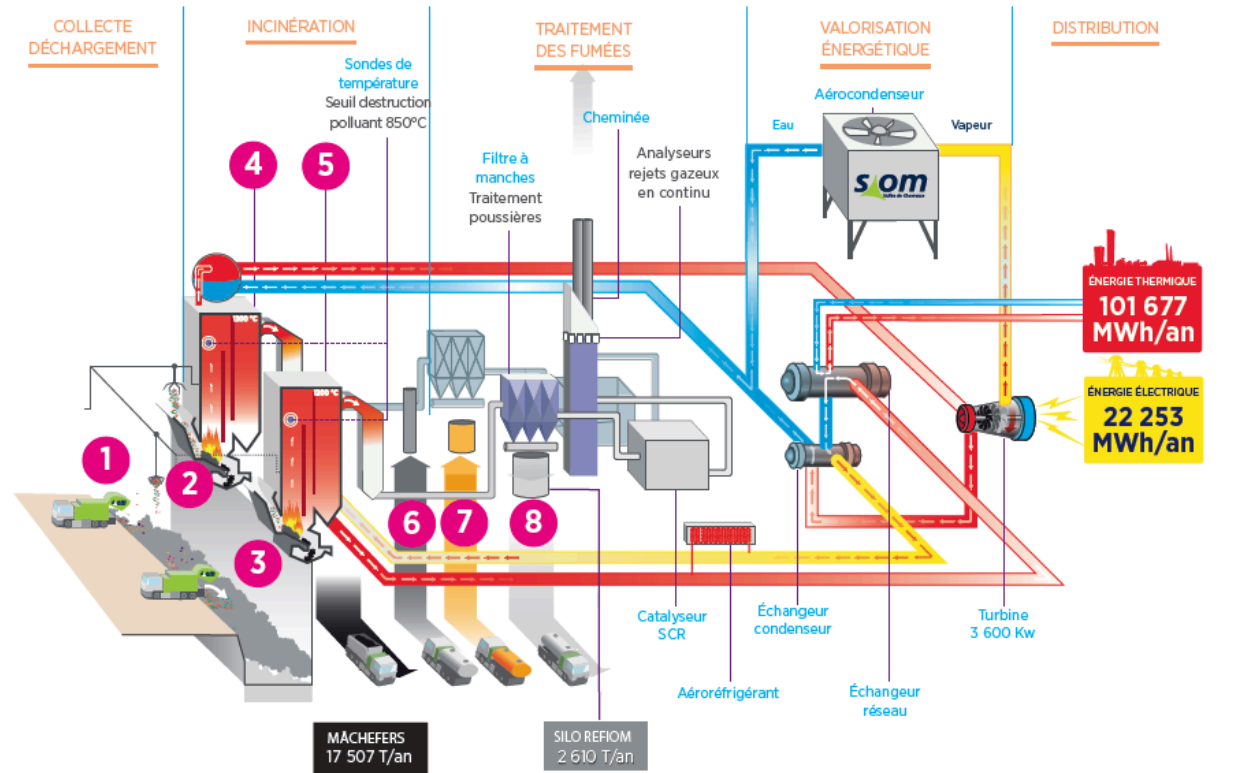 COLLECTE
DÉCHARGEMENT
INCINÉRATION
TRAITEMENT
DES FUMÉES
VALORISATION
ÉNERGÉTIQUE
DISTRIBUTION
Sondes de
température
Seuil destruction
polluant 850°C
Cheminée
Aérocondenseur
Eau
Vapeur
Filtre à
manches
Traitement
poussières
Analyseurs
rejets gazeux
en continu
4
5
siom
Vallée de Chevreuse
ÉNERGIE THERMIQUE
101 677
MWh/an
1300 °C
1300 °C
ÉNERGIE ÉLECTRIQUE
22 253
MWh/an
1
2
3
6
7
8
Catalyseur
SCR
Échangeur
condenseur
Turbine
3 600 Kw
Aéroréfrigérant
Échangeur
réseau
MÂCHEFERS
17 507 T/an
SILO REFIOM
2 610 T/an